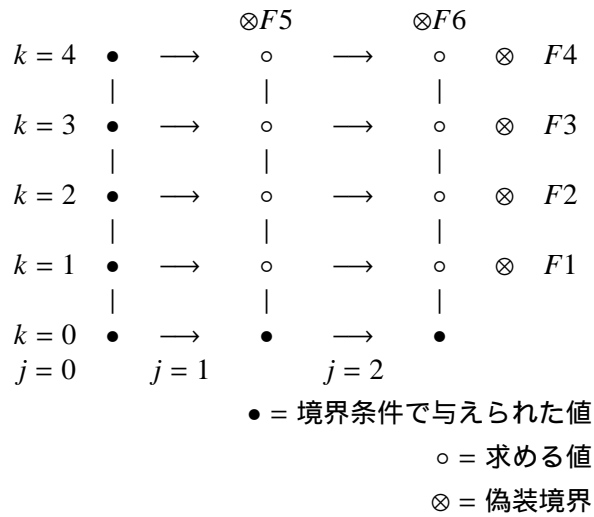 ⊗F5 ⊗F6
k = 4 • ⟶ ∘ ⟶ ∘ ⊗ F4
| | |
k = 3 • ⟶ ∘ ⟶ ∘ ⊗ F3
| | |
k = 2 • ⟶ ∘ ⟶ ∘ ⊗ F2
| | |
k = 1 • ⟶ ∘ ⟶ ∘ ⊗ F1
| | |
k = 0 • ⟶ • ⟶ •
j = 0 j = 1 j = 2
• = 境界条件で与えられた値
∘ = 求める値
⊗ = 偽装境界